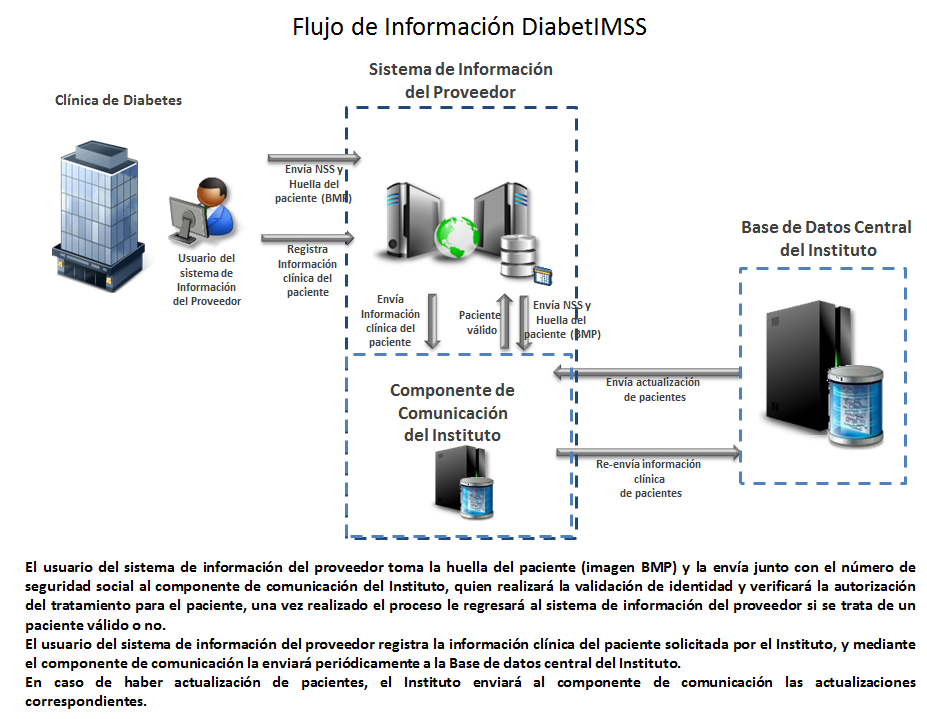 Flujo de Información DiabetIMSS
Sistema de Información
del Proveedor
Clínica de Diabetes
Envía NSS y
Huella del
paciente (BMP)
Usuario del
sistema de
Información
del Proveedor
Registra
Información
clínica del
paciente
Base de Datos Central
del Instituto
Envía
Información
clínica del
paciente
Paciente
válido
Envía NSS y
Huella del
paciente (BMP)
Componente de
Comunicación
del Instituto
Envía actualización
de pacientes
Re-envía información
clínica
de pacientes
El usuario del sistema de información del proveedor toma la huella del paciente (imagen BMP) y la envía junto con el número de
seguridad social al componente de comunicación del Instituto, quien realizará la validación de identidad y verificará la autorización
del tratamiento para el paciente, una vez realizado el proceso le regresará al sistema de información del proveedor si se trata de un
paciente válido o no.
El usuario del sistema de información del proveedor registra la información clínica del paciente solicitada por el Instituto, y mediante
el componente de comunicación la enviará periódicamente a la Base de datos central del Instituto.
En caso de haber actualización de pacientes, el Instituto enviará al componente de comunicación las actualizaciones
correspondientes.